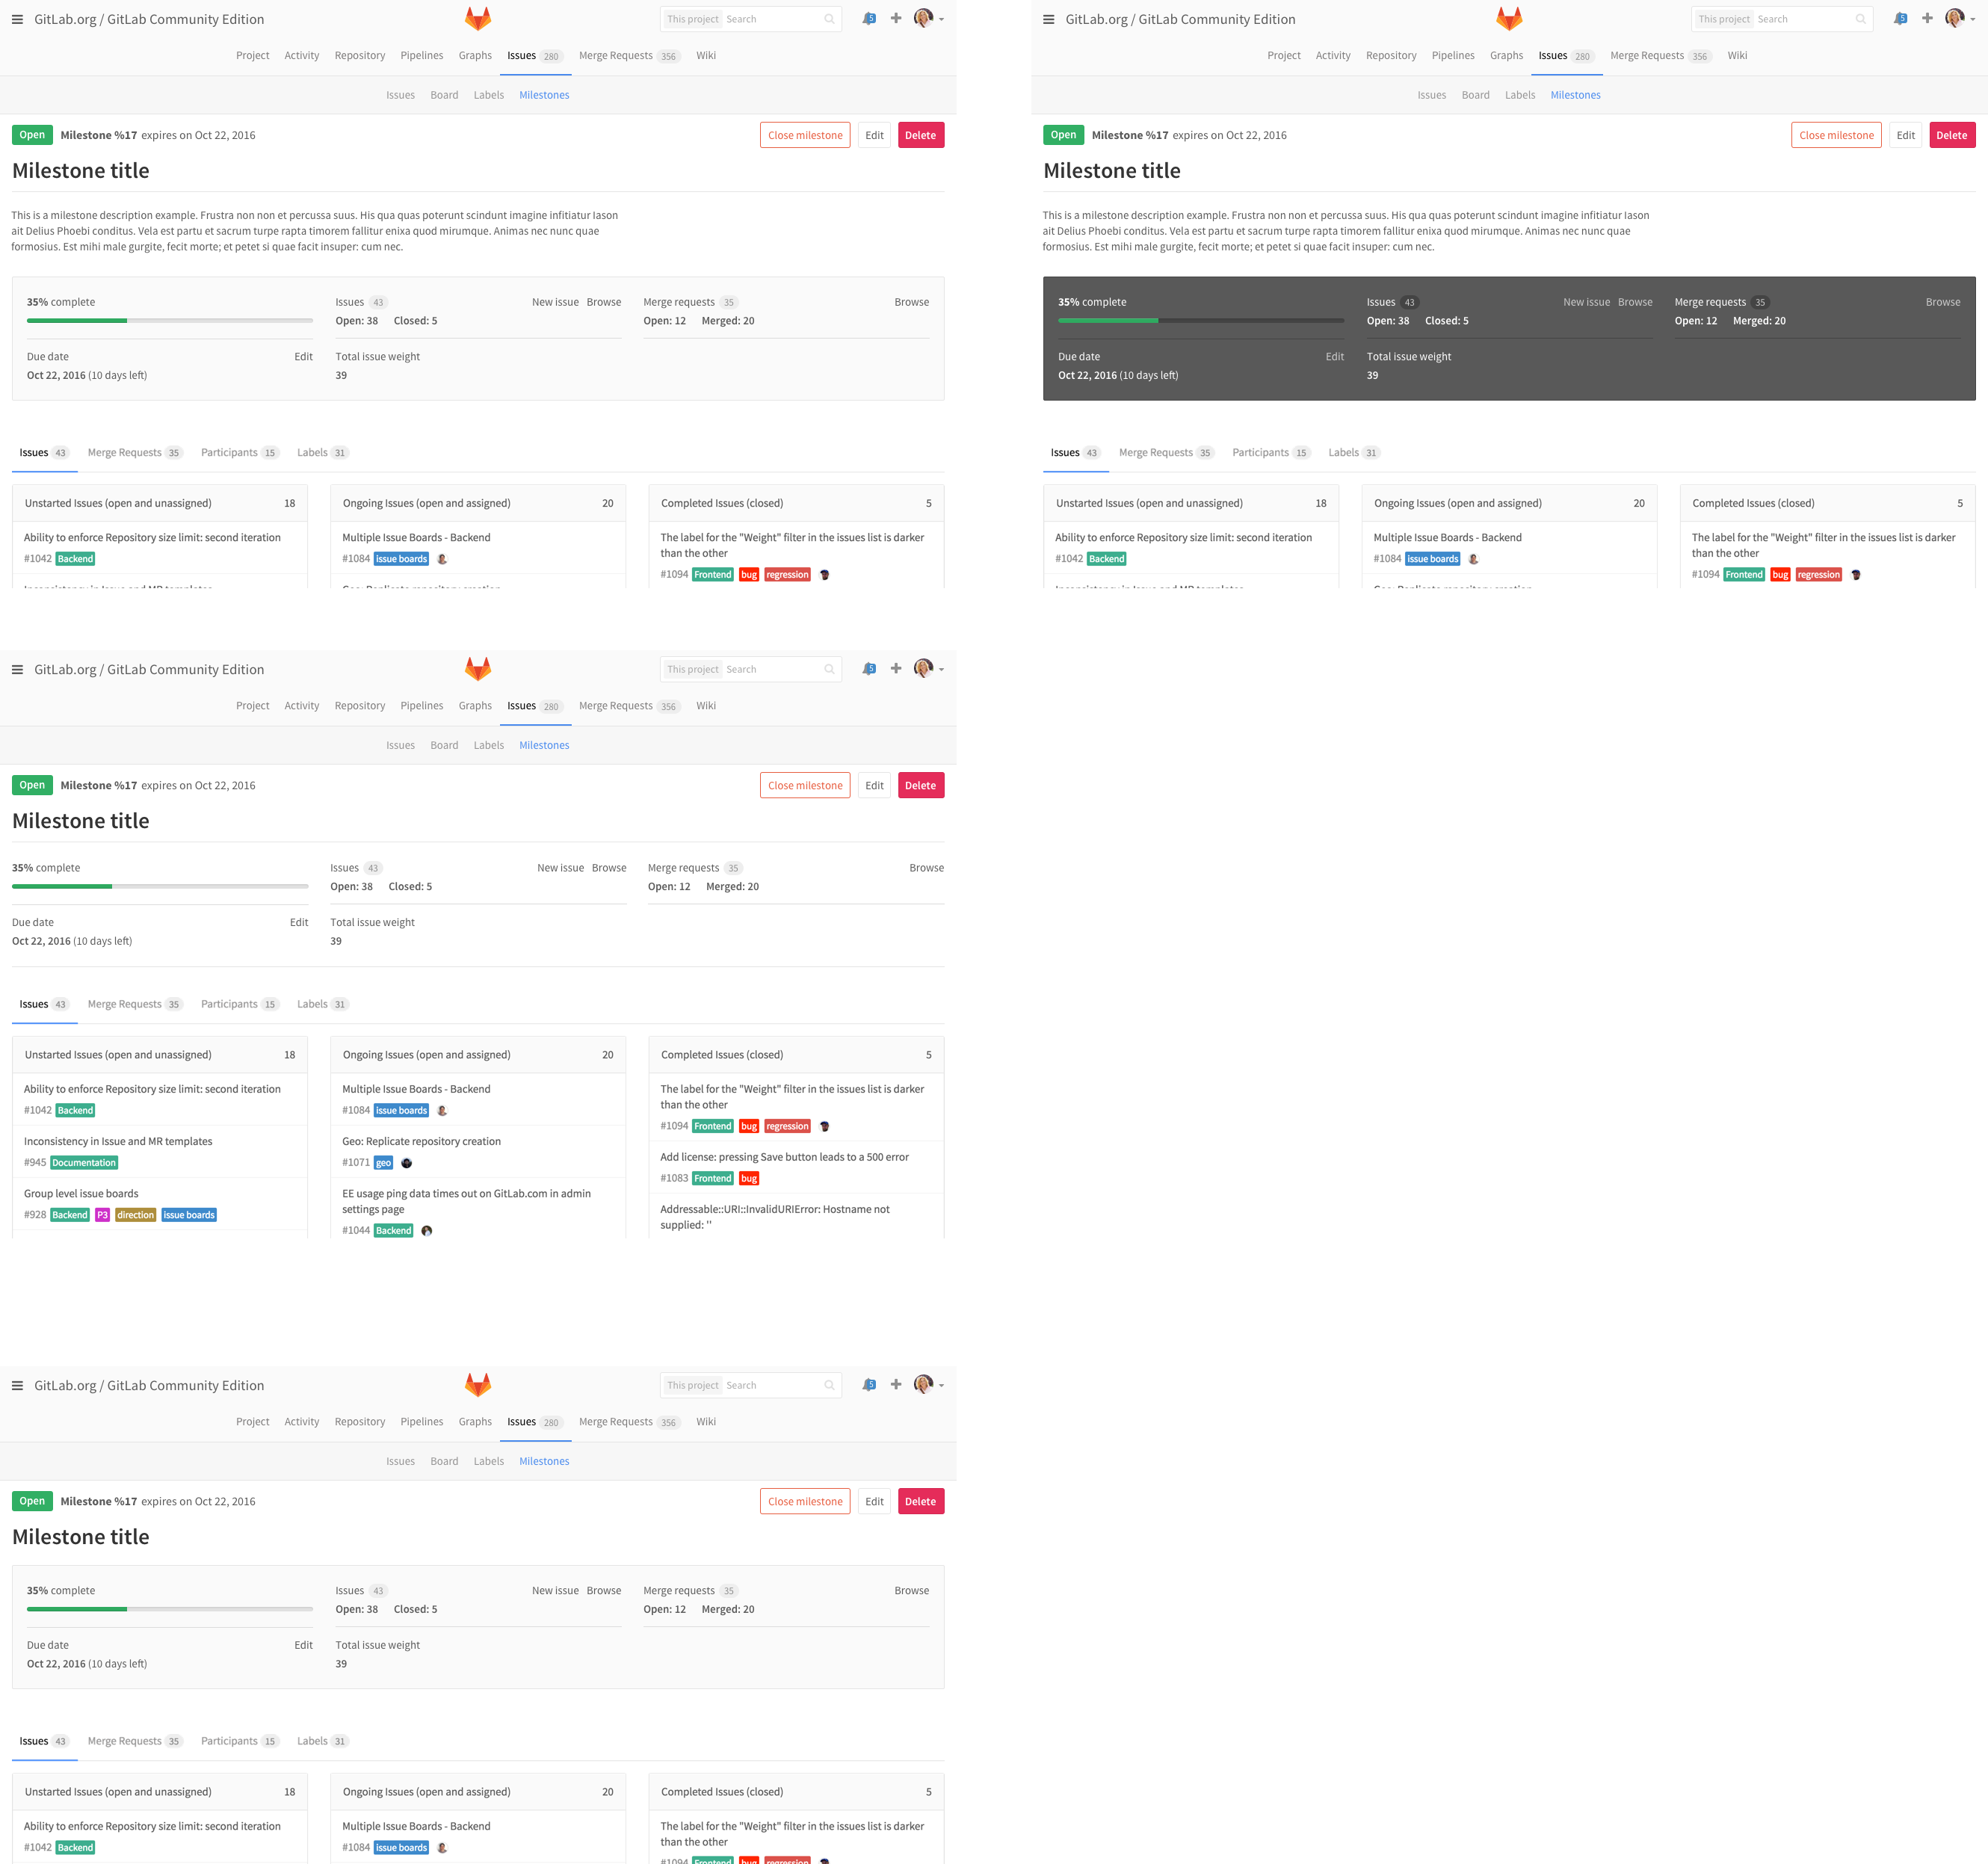 GitLab.org / GitLab Community Edition
This project Search
5
Project Activity Repository Pipelines Graphs Issues 280 Merge Requests 356 Wiki
Issues Board Labels Milestones
Open Milestone %17 expires on Oct 22, 2016
Close milestone Edit Delete
Milestone title
This is a milestone description example. Frustra non non et percussa suus. His qua quas poterunt scindunt imagine infitiatur Iason
ait Delius Phoebi conditus. Vela est partu et sacrum turpe rapta timorem fallitur enixa quod mirumque. Animas nec nunc quae
formosius. Est mihi male gurgite, fecit morte; et petet si quae facit insuper: cum nec.
35% complete
Issues 43 New issue Browse
Open: 38 Closed: 5
Merge requests 35 Browse
Open: 12 Merged: 20
Due date Edit
Oct 22, 2016 (10 days left)
Total issue weight
39
Issues 43 Merge Requests 35 Participants 15 Labels 31
Unstarted Issues (open and unassigned) 18
Ability to enforce Repository size limit: second iteration
#1042 Backend
Inconsistency in Issue and MR templates
Ongoing Issues (open and assigned) 20
Multiple Issue Boards - Backend
#1084 issue boards
Geo: Replicate repository creation
Completed Issues (closed) 5
The label for the "Weight" filter in the issues list is darker
than the other
#1094 Frontend bug regression
GitLab.org / GitLab Community Edition
This project Search
5
Project Activity Repository Pipelines Graphs Issues 280 Merge Requests 356 Wiki
Issues Board Labels Milestones
Open Milestone %17 expires on Oct 22, 2016
Close milestone Edit Delete
Milestone title
This is a milestone description example. Frustra non non et percussa suus. His qua quas poterunt scindunt imagine infitiatur Iason
ait Delius Phoebi conditus. Vela est partu et sacrum turpe rapta timorem fallitur enixa quod mirumque. Animas nec nunc quae
formosius. Est mihi male gurgite, fecit morte; et petet si quae facit insuper: cum nec.
35% complete
Issues 43 New issue Browse
Open: 38 Closed: 5
Merge requests 35 Browse
Open: 12 Merged: 20
Due date Edit
Oct 22, 2016 (10 days left)
Total issue weight
39
Issues 43 Merge Requests 35 Participants 15 Labels 31
Unstarted Issues (open and unassigned) 18
Ability to enforce Repository size limit: second iteration
#1042 Backend
Inconsistency in Issue and MR templates
Ongoing Issues (open and assigned) 20
Multiple Issue Boards - Backend
#1084 issue boards
Geo: Replicate repository creation
Completed Issues (closed) 5
The label for the "Weight" filter in the issues list is darker
than the other
#1094 Frontend bug regression
GitLab.org / GitLab Community Edition
This project Search
5
Project Activity Repository Pipelines Graphs Issues 280 Merge Requests 356 Wiki
Issues Board Labels Milestones
Open Milestone %17 expires on Oct 22, 2016
Close milestone Edit Delete
Milestone title
35% complete
Issues 43 New issue Browse
Open: 38 Closed: 5
Merge requests 35 Browse
Open: 12 Merged: 20
Due date Edit
Oct 22, 2016 (10 days left)
Total issue weight
39
Issues 43 Merge Requests 35 Participants 15 Labels 31
Unstarted Issues (open and unassigned) 18
Ability to enforce Repository size limit: second iteration
#1042 Backend
Inconsistency in Issue and MR templates
#945 Documentation
Group level issue boards
#928 Backend P3 direction issue boards
Ongoing Issues (open and assigned) 20
Multiple Issue Boards - Backend
#1084 issue boards
Geo: Replicate repository creation
#1071 geo
EE usage ping data times out on GitLab.com in admin
settings page
#1044 Backend
Completed Issues (closed) 5
The label for the "Weight" filter in the issues list is darker
than the other
#1094 Frontend bug regression
Add license: pressing Save button leads to a 500 error
#1083 Frontend bug
Addressable::URI::InvalidURIError: Hostname not
supplied: ''
GitLab.org / GitLab Community Edition
This project Search
5
Project Activity Repository Pipelines Graphs Issues 280 Merge Requests 356 Wiki
Issues Board Labels Milestones
Open Milestone %17 expires on Oct 22, 2016
Close milestone Edit Delete
Milestone title
35% complete
Issues 43 New issue Browse
Open: 38 Closed: 5
Merge requests 35 Browse
Open: 12 Merged: 20
Due date Edit
Oct 22, 2016 (10 days left)
Total issue weight
39
Issues 43 Merge Requests 35 Participants 15 Labels 31
Unstarted Issues (open and unassigned) 18
Ability to enforce Repository size limit: second iteration
#1042 Backend
Ongoing Issues (open and assigned) 20
Multiple Issue Boards - Backend
#1084 issue boards
Completed Issues (closed) 5
The label for the "Weight" filter in the issues list is darker
than the other
#1094 Frontend bug regression